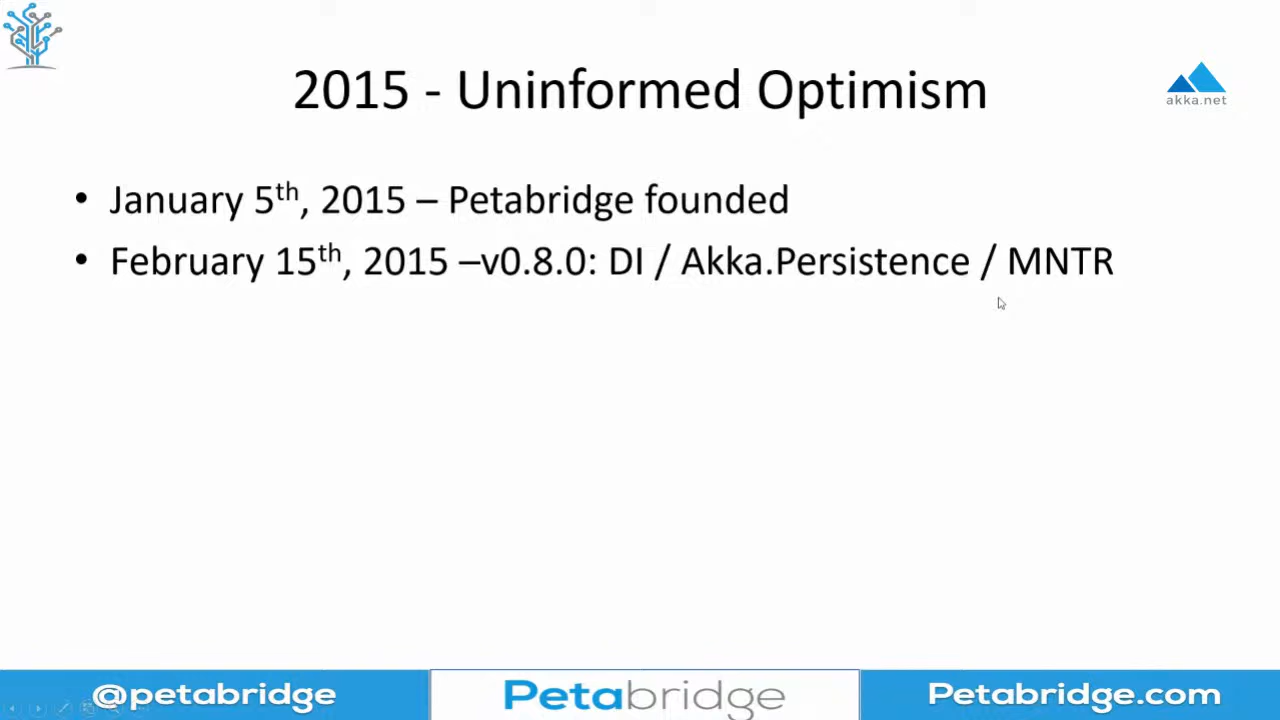 2015 - Uninformed Optimism
akka.net
• January 5th, 2015 – Petabridge founded
• February 15th, 2015 –v0.8.0: DI / Akka.Persistence / MNTR
@petabridge
Petabridge
Petabridge.com